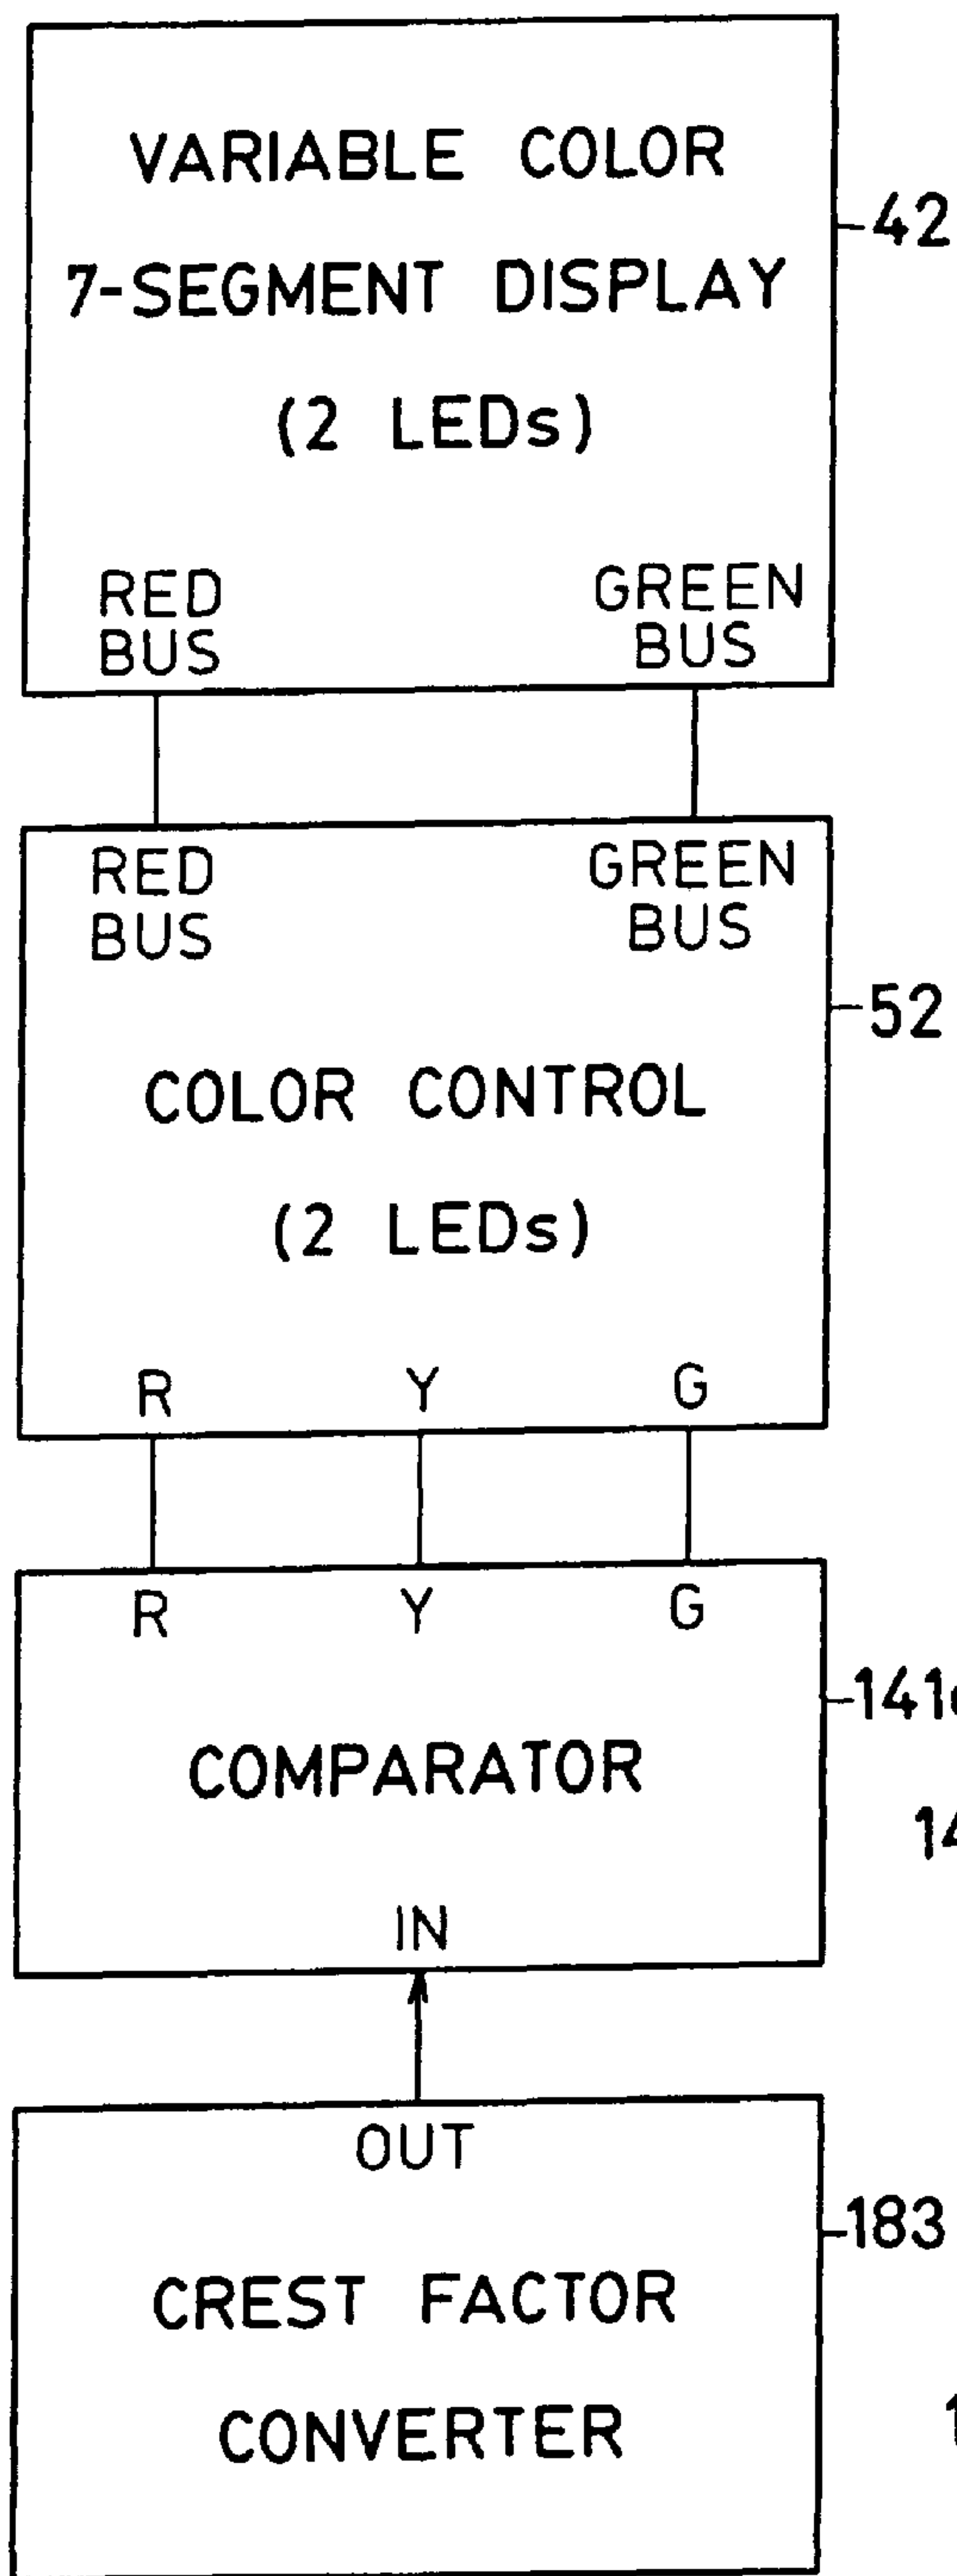 VARIABLE COLOR
42
7-SEGMENT DISPLAY
(2 LEDs)
RED GREEN
BUS BUS
RED GREEN
BUS BUS
52
COLOR CONTROL
(2 LEDs)
R Y G
R Y G
COMPARATOR
IN
OUT
183
CREST FACTOR
CONVERTER